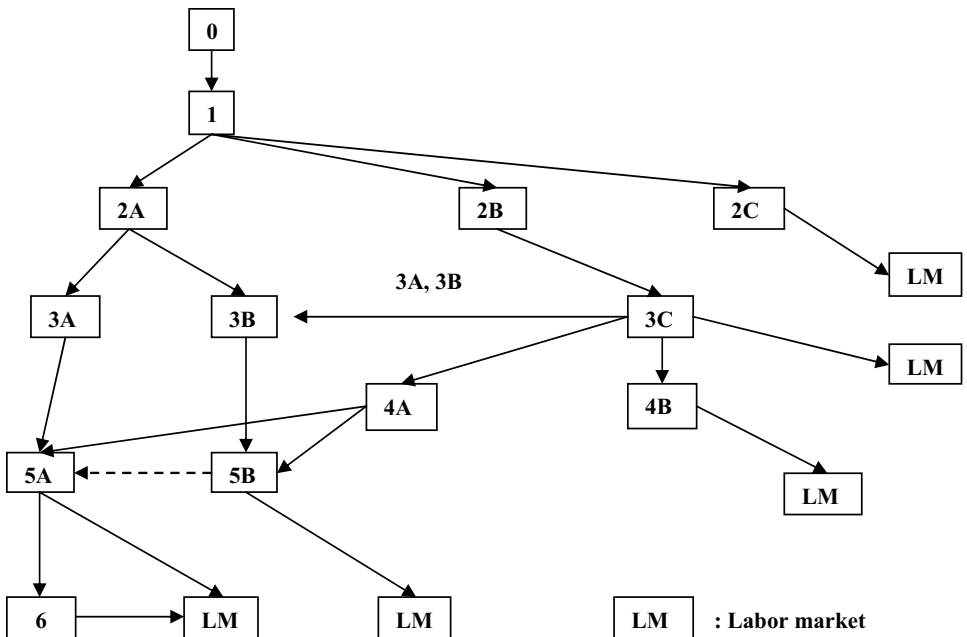 0
1
2A
2B
2C
LM
3A, 3B
3A
3B
3C
LM
4A
4B
5A
5B
LM
6
LM
LM
LM : Labor market